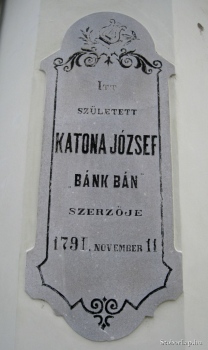 ITT
SZÜLETETT
KATONA JÓZSEF
"BÁNK BÁN"
SZERZŐJE
1791. NOVEMBER 11